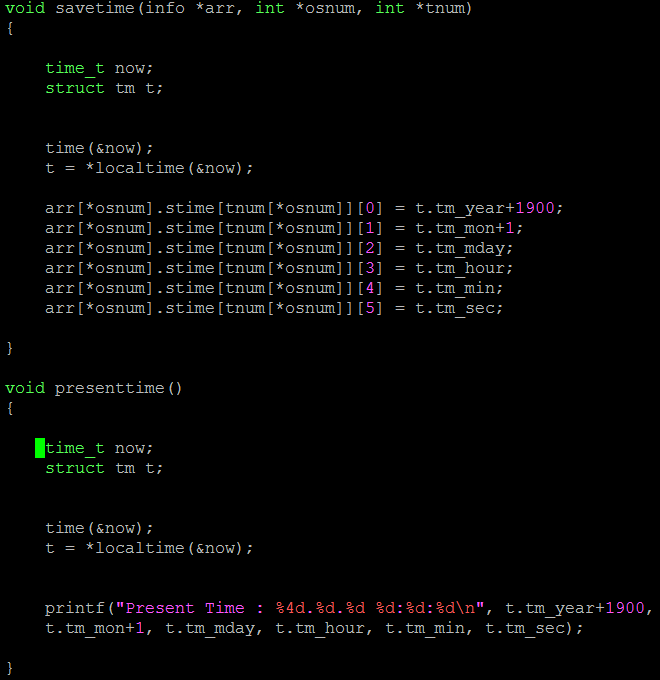 void savetime(info *arr, int *osnum, int *tnum)
{
time_t now;
struct tm t;
time(&now);
t = *localtime(&now);
arr[*osnum].stime[tnum[*osnum]][0] = t.tm_year+1900;
arr[*osnum].stime[tnum[*osnum]][1] = t.tm_mon+1;
arr[*osnum].stime[tnum[*osnum]][2] = t.tm_mday;
arr[*osnum].stime[tnum[*osnum]][3] = t.tm_hour;
arr[*osnum].stime[tnum[*osnum]][4] = t.tm_min;
arr[*osnum].stime[tnum[*osnum]][5] = t.tm_sec;
}
void presenttime()
{
time_t now;
struct tm t;
time(&now);
t = *localtime(&now);
printf("Present Time : %4d.%d.%d %d:%d:%d\n", t.tm_year+1900,
t.tm_mon+1, t.tm_mday, t.tm_hour, t.tm_min, t.tm_sec);
}